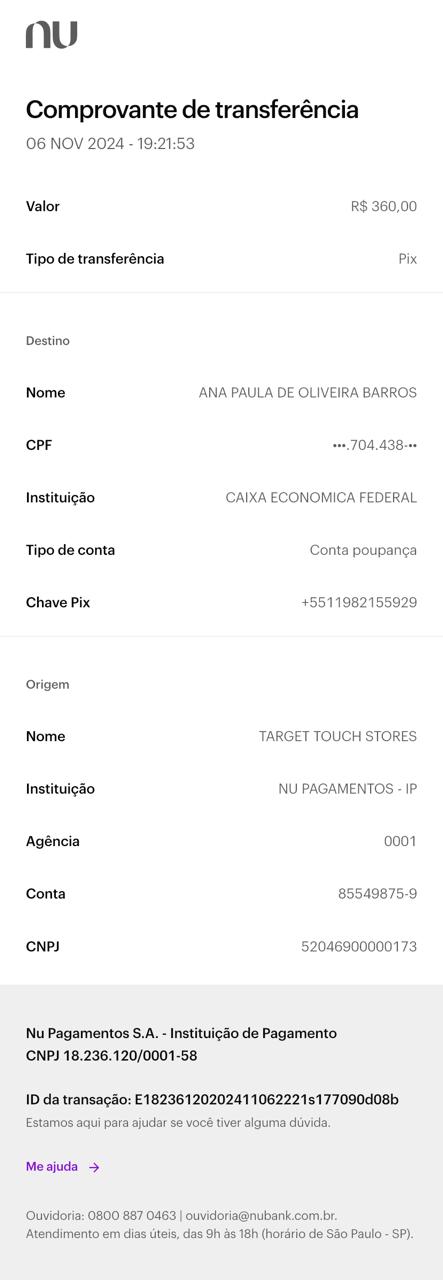 nu
Comprovante de transferência
06 NOV 2024 - 19:21:53
Valor R$ 360,00
Tipo de transferência Pix
Destino
Nome ANA PAULA DE OLIVEIRA BARROS
CPF •••.704.438-••
Instituição CAIXA ECONOMICA FEDERAL
Tipo de conta Conta poupança
Chave Pix +5511982155929
Origem
Nome TARGET TOUCH STORES
Instituição NU PAGAMENTOS - IP
Agência 0001
Conta 85549875-9
CNPJ 52046900000173
Nu Pagamentos S.A. - Instituição de Pagamento
CNPJ 18.236.120/0001-58
ID da transação: E18236120202411062221s177090d08b
Estamos aqui para ajudar se você tiver alguma dúvida.
Me ajuda →
Ouvidoria: 0800 887 0463 | ouvidoria@nubank.com.br.
Atendimento em dias úteis, das 9h às 18h (horário de São Paulo - SP).